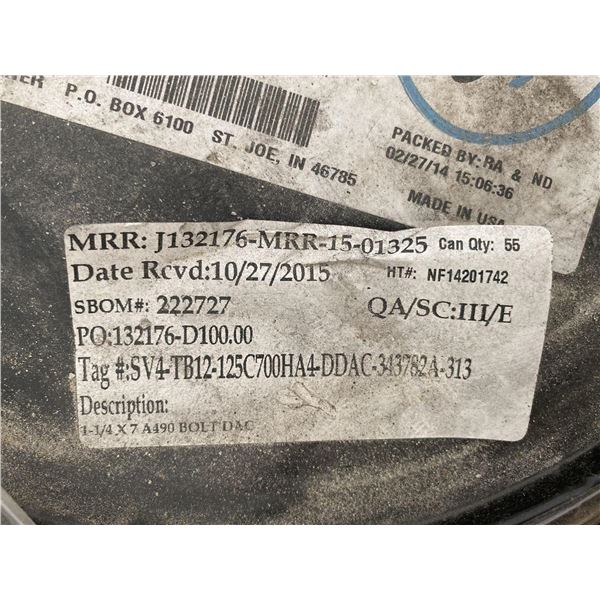 P.O. BOX 6100 ST. JOE, IN 46785
PACKED BY: RA & ND
02/27/14 15:06:36
MADE IN USA
MRR: J132176-MRR-15-01325 Can Qty: 55
Date Rcvd:10/27/2015 HT#: NF14201742
SBOM#: 222727 QA/SC:III/E
PO:132176-D100.00
Tag #:SV4-TB12-125C700HA4-DDAC-343782A-313
Description:
1-1/4 X 7 A490 BOLT DAC